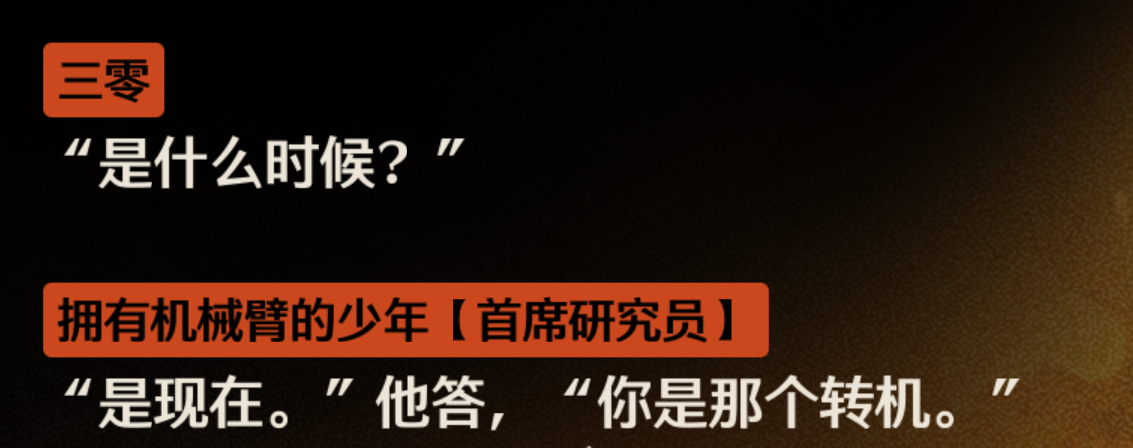 三零
“是什么时候？”
拥有机械臂的少年【首席研究员】
“是现在。”他答，“你是那个转机。”